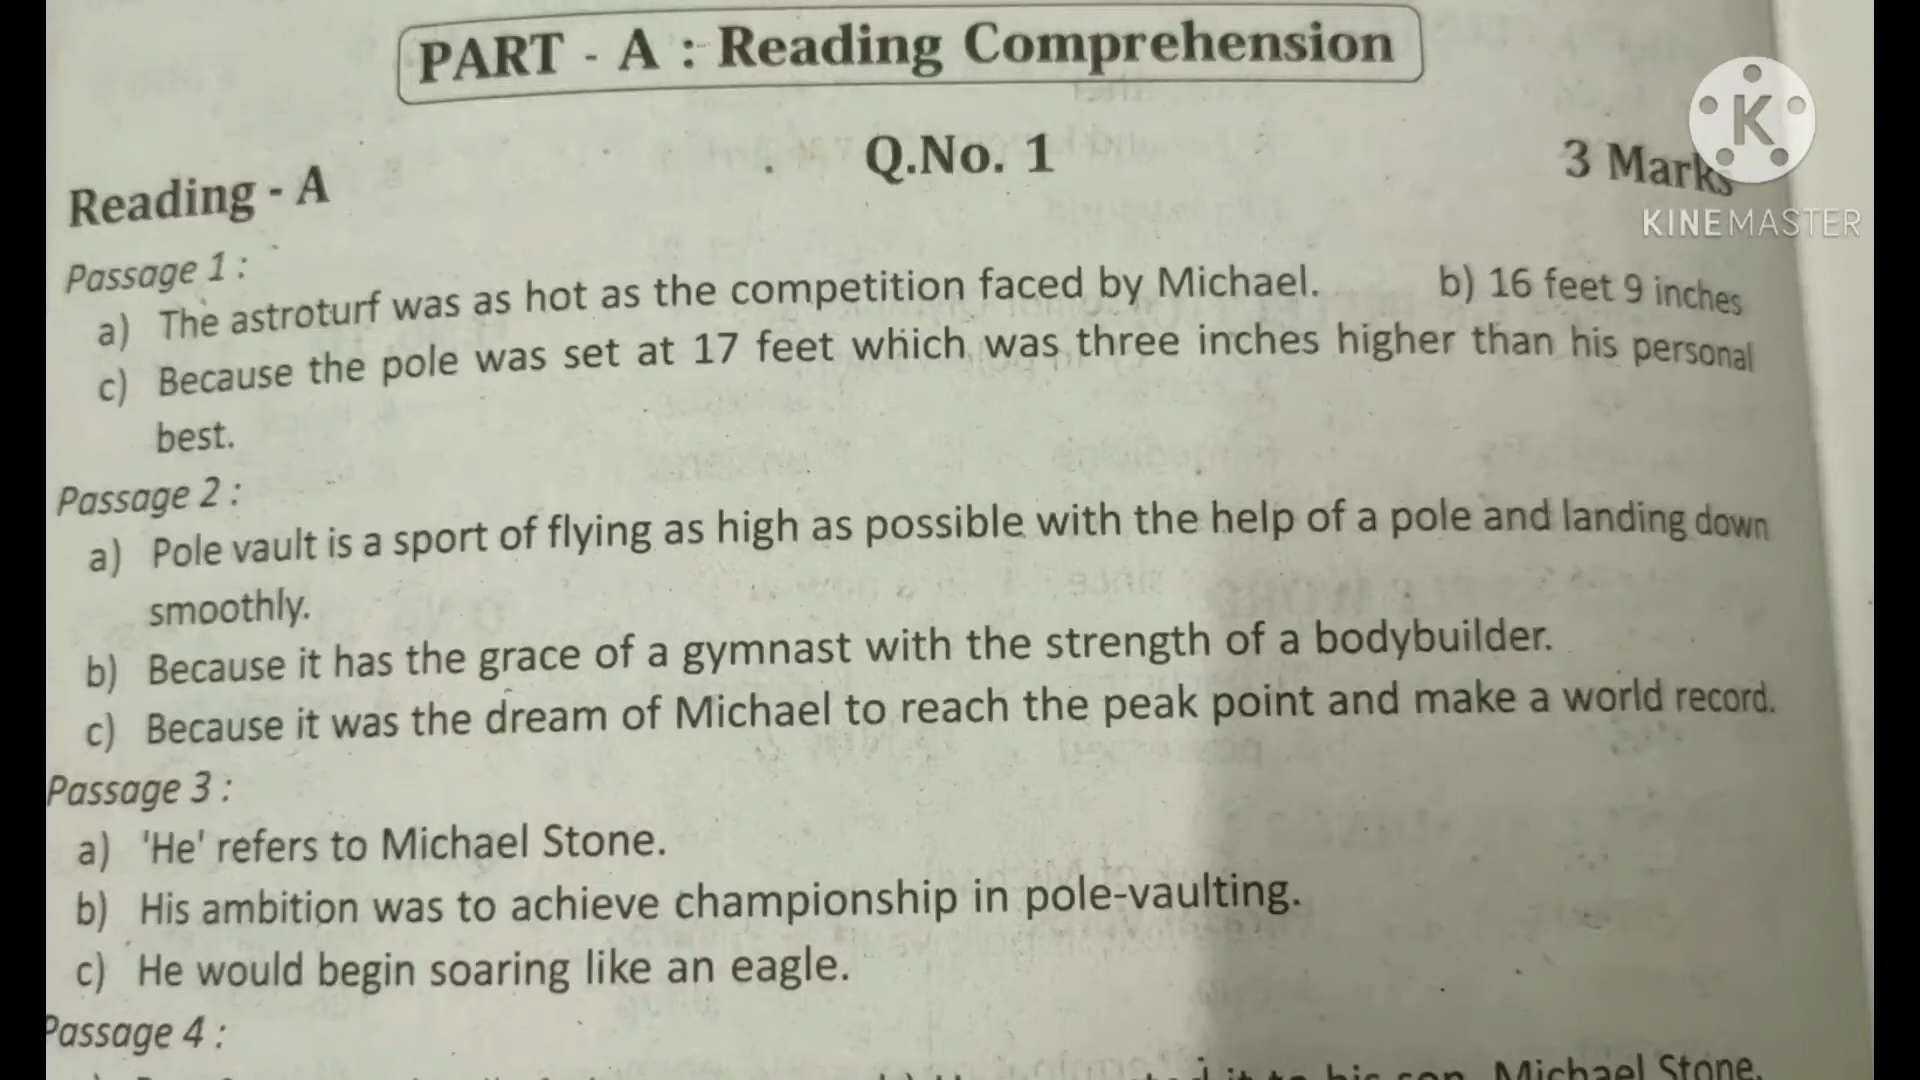 PART - A : Reading Comprehension
Q.No. 1
3 Marks
K
KINEMASTER
Reading - A
Passage 1 :
a) The astroturf was as hot as the competition faced by Michael. b) 16 feet 9 inches
c) Because the pole was set at 17 feet which was three inches higher than his personal
best.
Passage 2 :
a) Pole vault is a sport of flying as high as possible with the help of a pole and landing down
smoothly.
b) Because it has the grace of a gymnast with the strength of a bodybuilder.
c) Because it was the dream of Michael to reach the peak point and make a world record.
Passage 3 :
a) 'He' refers to Michael Stone.
b) His ambition was to achieve championship in pole-vaulting.
c) He would begin soaring like an eagle.
Passage 4 :
it to his son, Michael Stone.